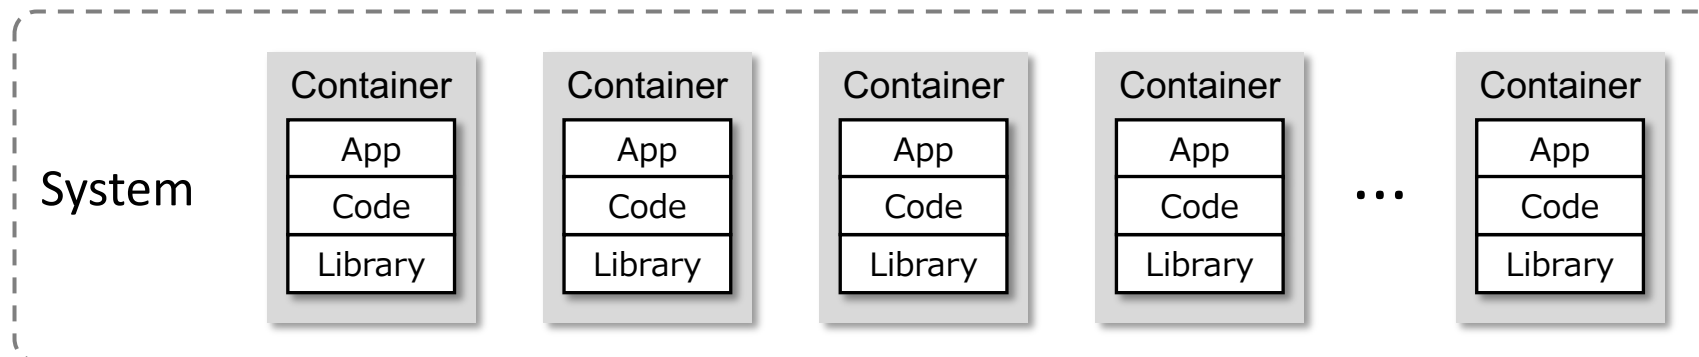 System
Container
App
Code
Library
Container
App
Code
Library
Container
App
Code
Library
Container
App
Code
Library
...
Container
App
Code
Library